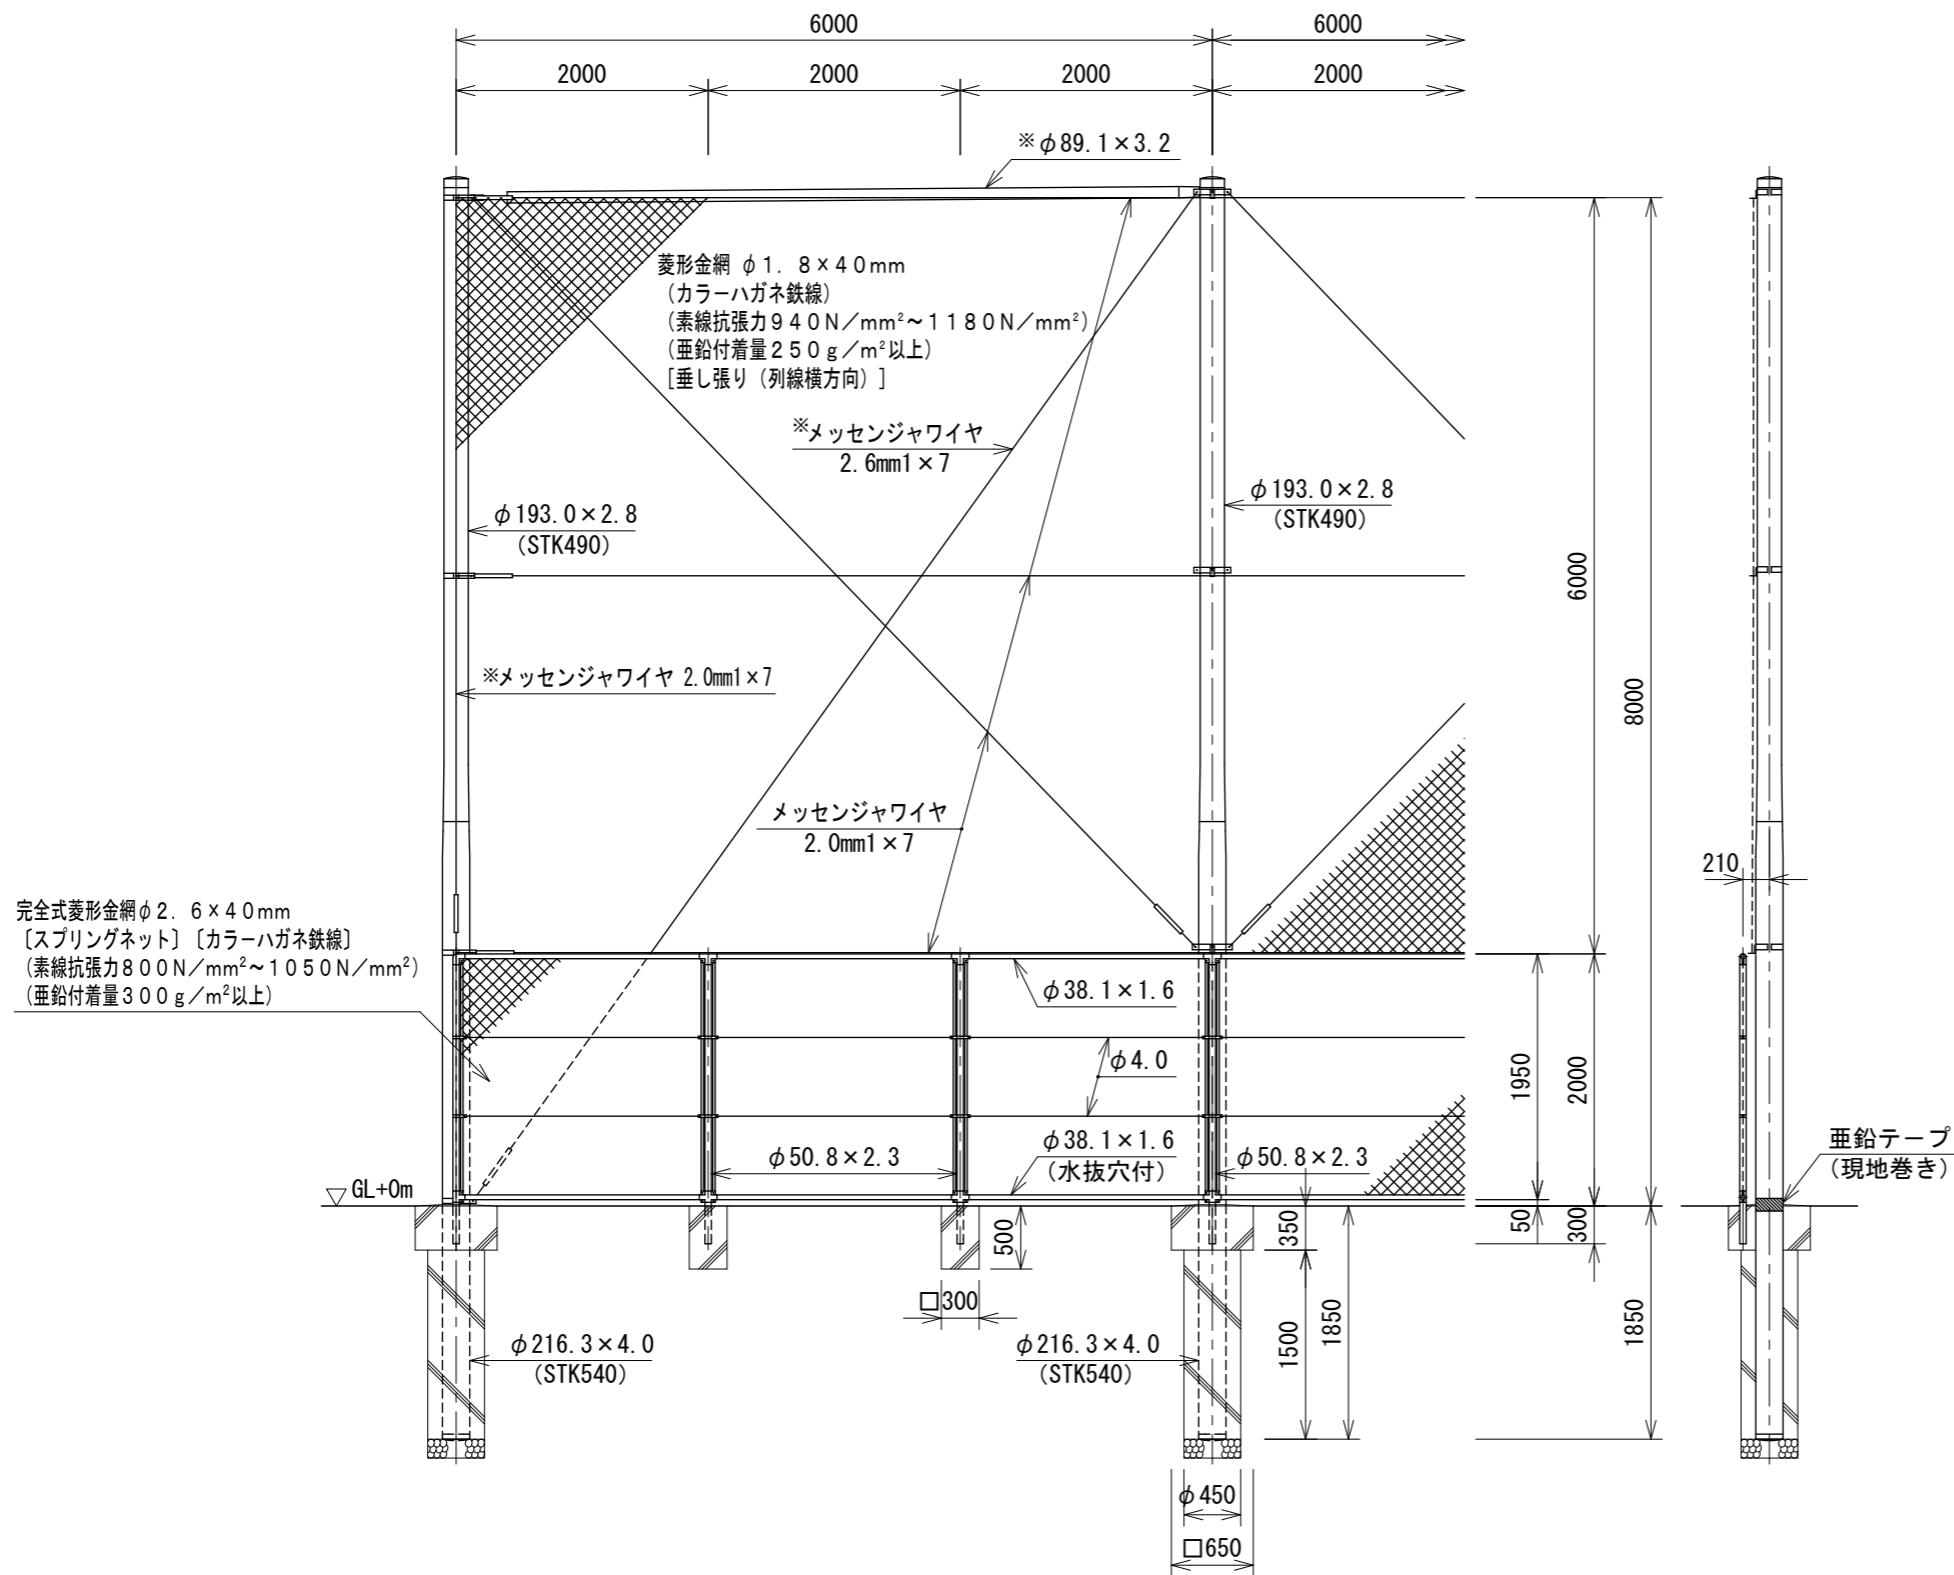 6000
6000
2000
2000
2000
2000
※φ89.1×3.2
菱形金網 φ1.8×40mm
（カラーハガネ鉄線）
（素線抗張力940N／mm²～1180N／mm²）
（亜鉛付着量250g／m²以上）
[垂し張り（列線横方向）]
※メッセンジャワイヤ
2.6mm1×7
φ193.0×2.8
（STK490）
φ193.0×2.8
（STK490）
6000
8000
※メッセンジャワイヤ 2.0mm1×7
メッセンジャワイヤ
2.0mm1×7
210
完全式菱形金網φ2.6×40mm
〔スプリングネット〕〔カラーハガネ鉄線〕
（素線抗張力800N／mm²～1050N／mm²）
（亜鉛付着量300g／m²以上）
φ38.1×1.6
φ4.0
1950
2000
φ50.8×2.3
φ38.1×1.6
（水抜穴付）
φ50.8×2.3
亜鉛テープ
（現地巻き）
GL+0m
500
350
50
300
□300
φ216.3×4.0
（STK540）
φ216.3×4.0
（STK540）
1500
1850
1850
φ450
□650